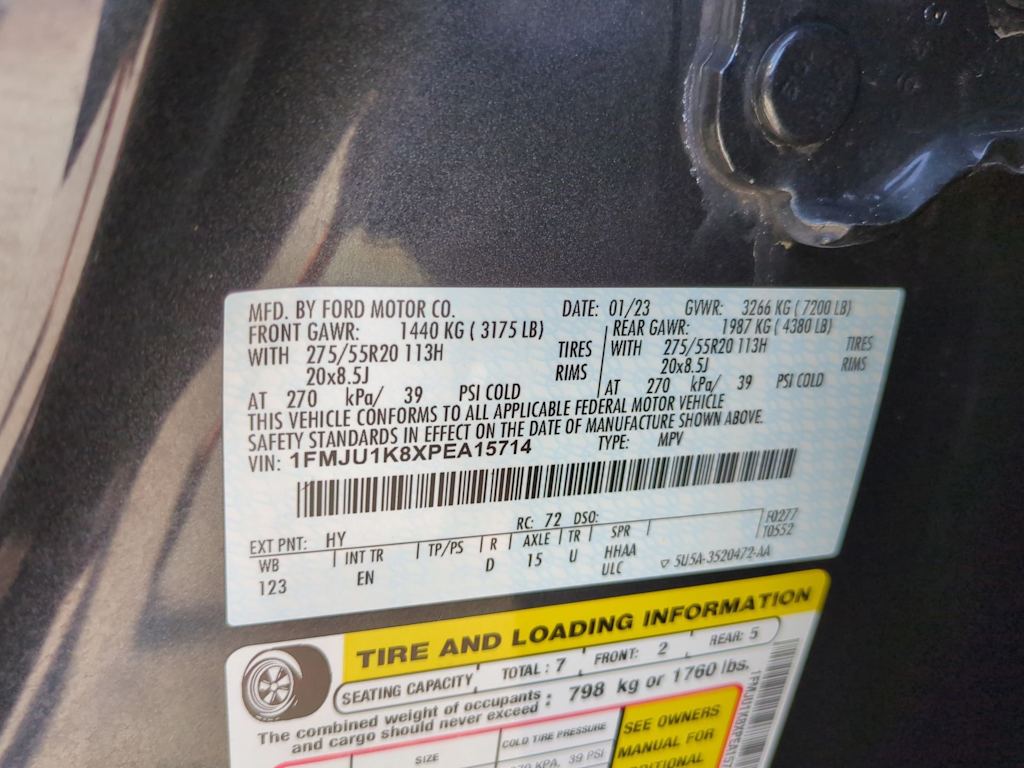 MFD. BY FORD MOTOR CO. DATE: 01/23 GVWR: 3266 KG ( 7200 LB)
FRONT GAWR: 1440 KG ( 3175 LB) REAR GAWR: 1987 KG ( 4380 LB)
WITH 275/55R20 113H TIRES WITH 275/55R20 113H TIRES
20x8.5J RIMS 20x8.5J RIMS
AT 270 kPa/ 39 PSI COLD AT 270 kPa/ 39 PSI COLD
THIS VEHICLE CONFORMS TO ALL APPLICABLE FEDERAL MOTOR VEHICLE
SAFETY STANDARDS IN EFFECT ON THE DATE OF MANUFACTURE SHOWN ABOVE.
VIN: 1FMJU1K8XPEA15714 TYPE: MPV
EXT PNT: HY RC: 72 DSO: F0277
WB INT TR TP/PS R AXLE TR SPR T0552
123 EN D 15 U HHAA
ULC ▽ 5U5A-3520472-AA
TIRE AND LOADING INFORMATION
SEATING CAPACITY TOTAL : 7 FRONT: 2 REAR: 5
The combined weight of occupants : 798 kg or 1760 lbs.
and cargo should never exceed
SIZE COLD TIRE PRESSURE SEE OWNERS
KPA, 39 PSI MANUAL FOR